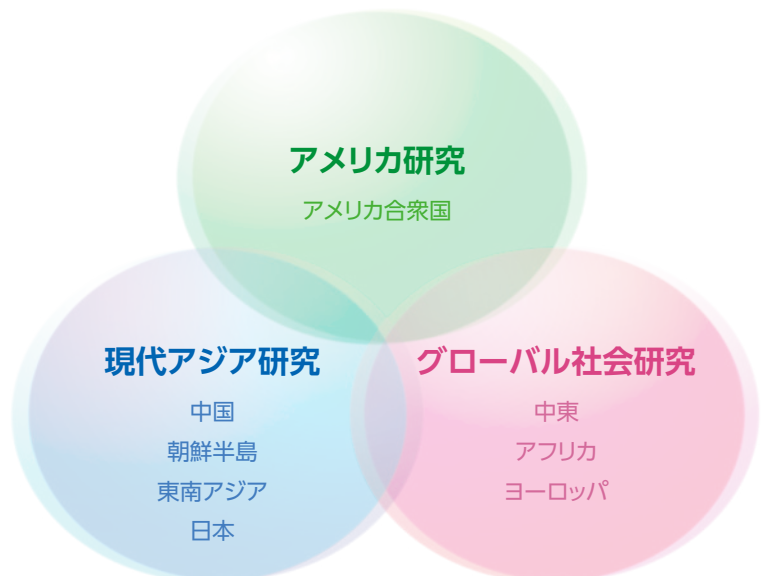 アメリカ研究
アメリカ合衆国
現代アジア研究
中国
朝鮮半島
東南アジア
日本
グローバル社会研究
中東
アフリカ
ヨーロッパ